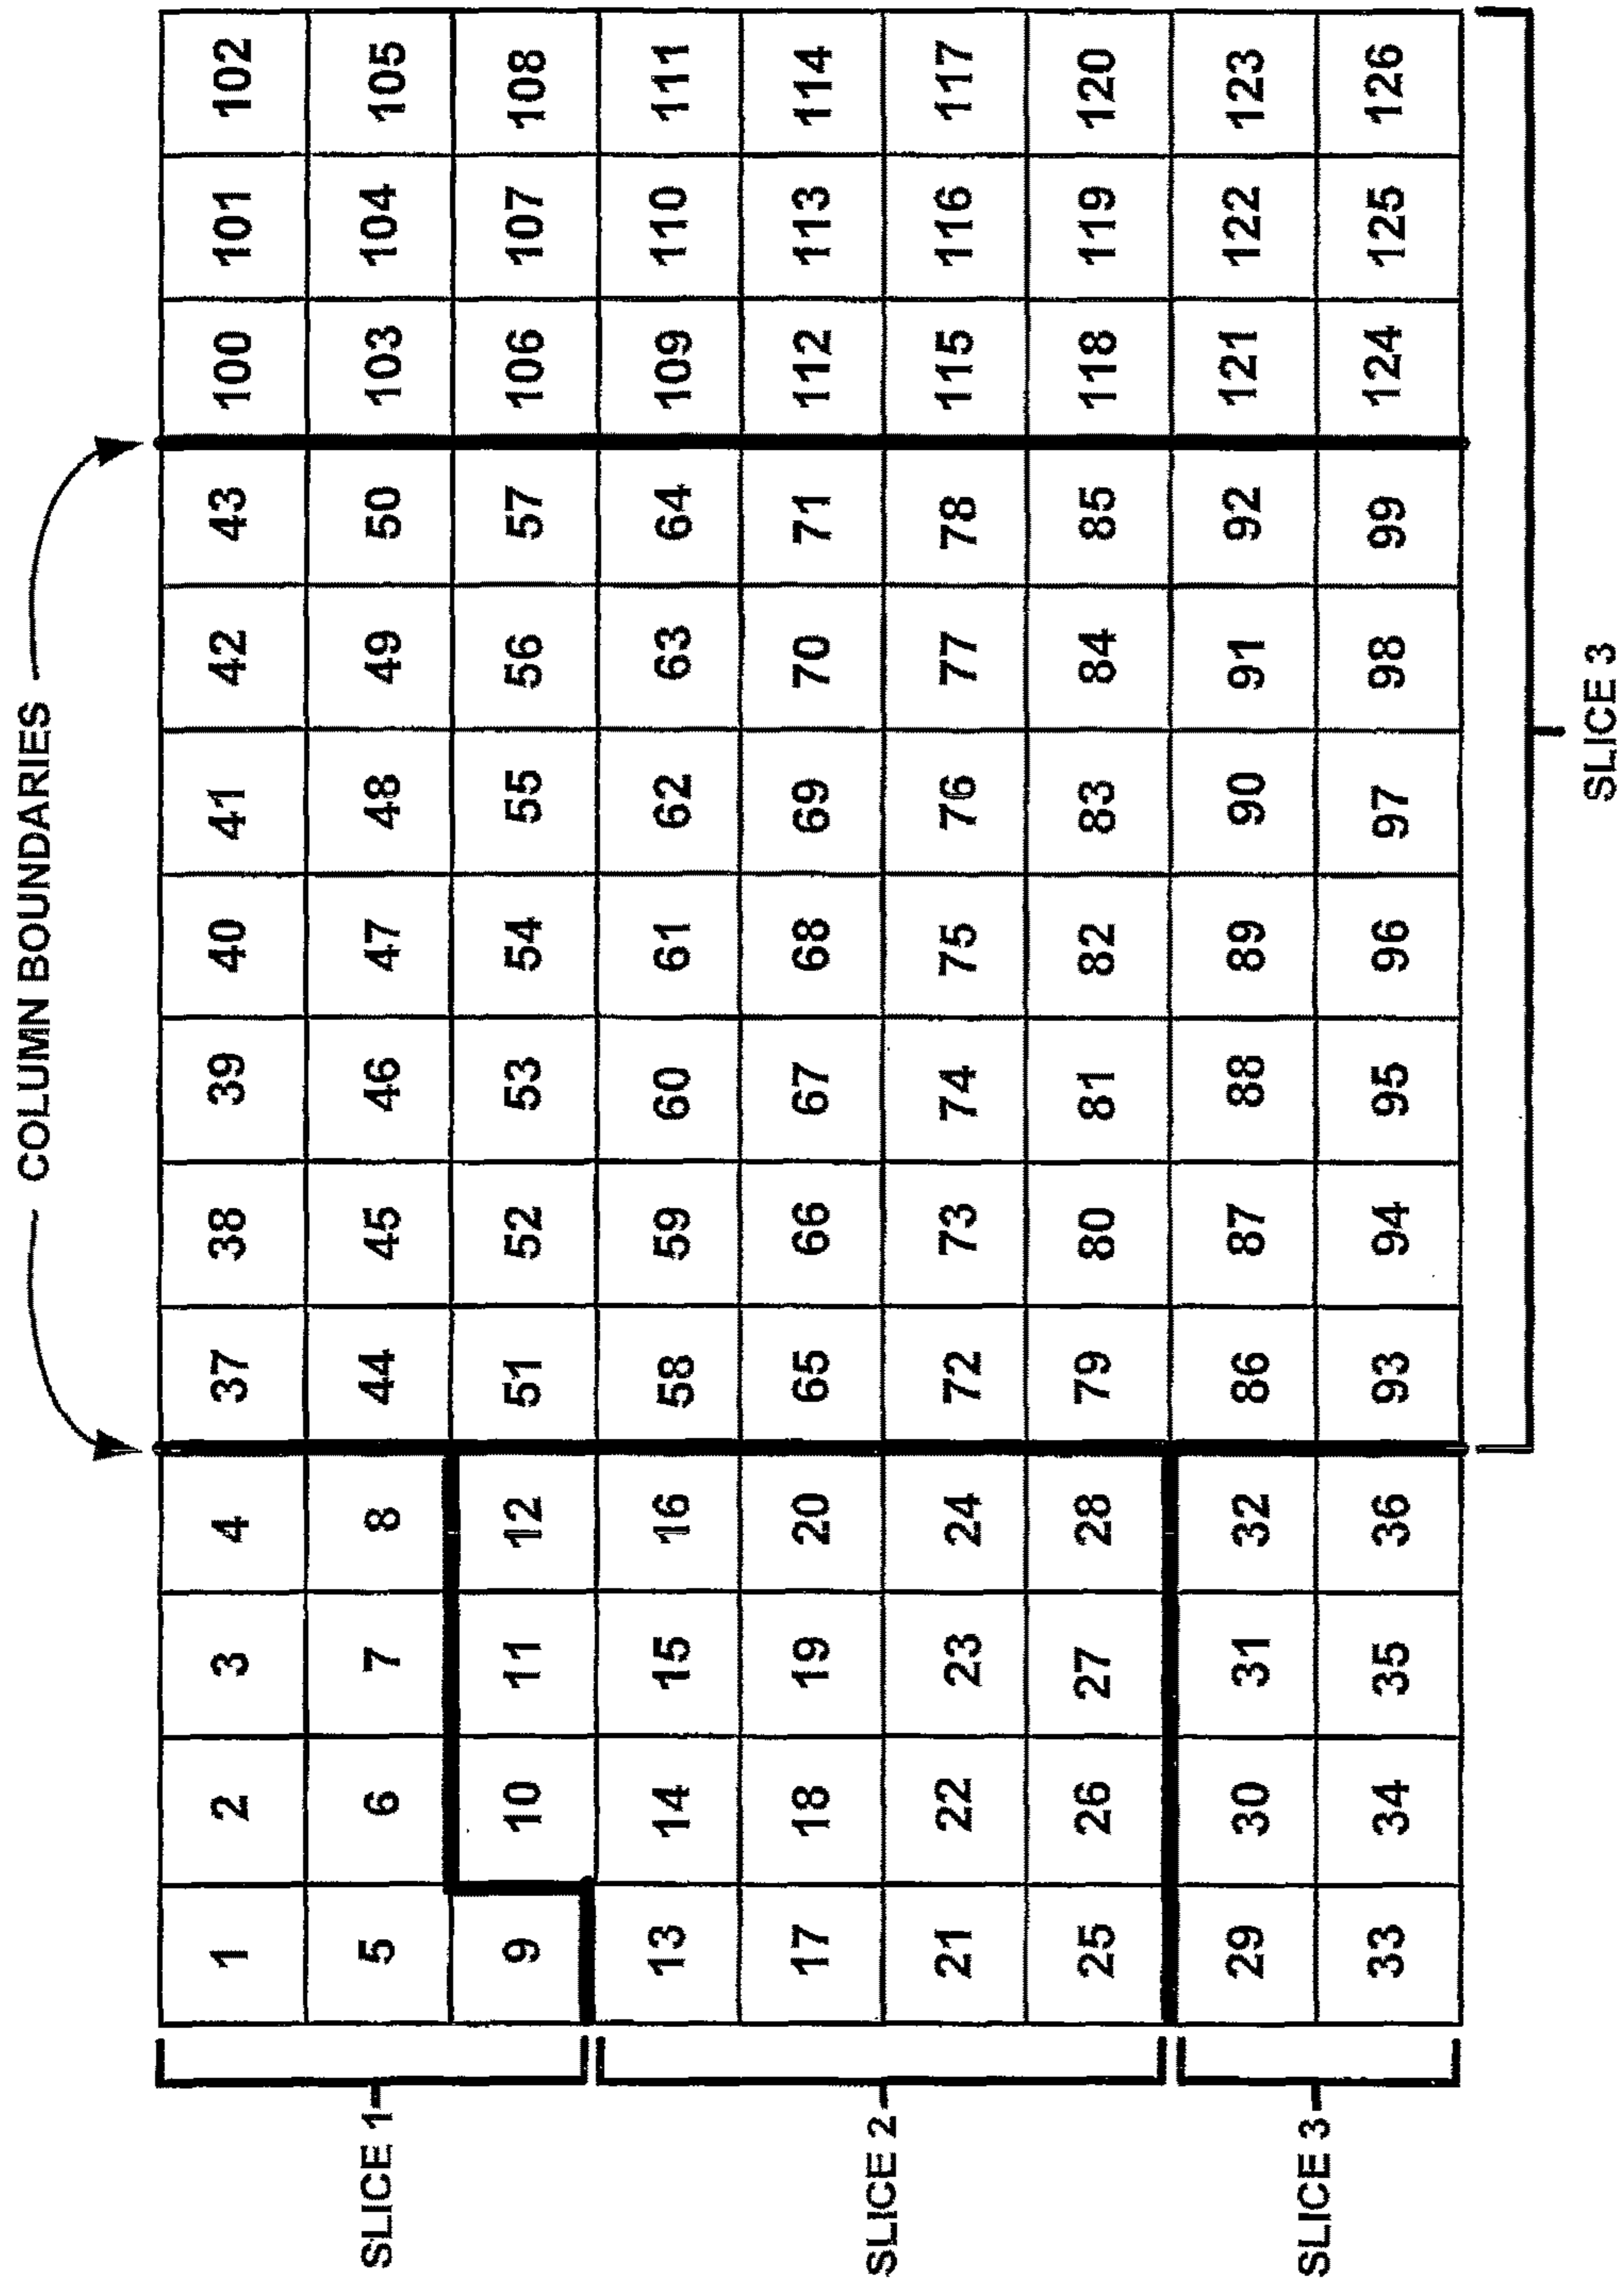 COLUMN BOUNDARIES
1 2 3 4 37 38 39 40 41 42 43 100 101 102
SLICE 1 5 6 7 8 44 45 46 47 48 49 50 103 104 105
9 10 11 12 51 52 53 54 55 56 57 106 107 108
13 14 15 16 58 59 60 61 62 63 64 109 110 111
17 18 19 20 65 66 67 68 69 70 71 112 113 114
SLICE 2
21 22 23 24 72 73 74 75 76 77 78 115 116 117
25 26 27 28 79 80 81 82 83 84 85 118 119 120
29 30 31 32 86 87 88 89 90 91 92 121 122 123
SLICE 3
33 34 35 36 93 94 95 96 97 98 99 124 125 126
SLICE 3